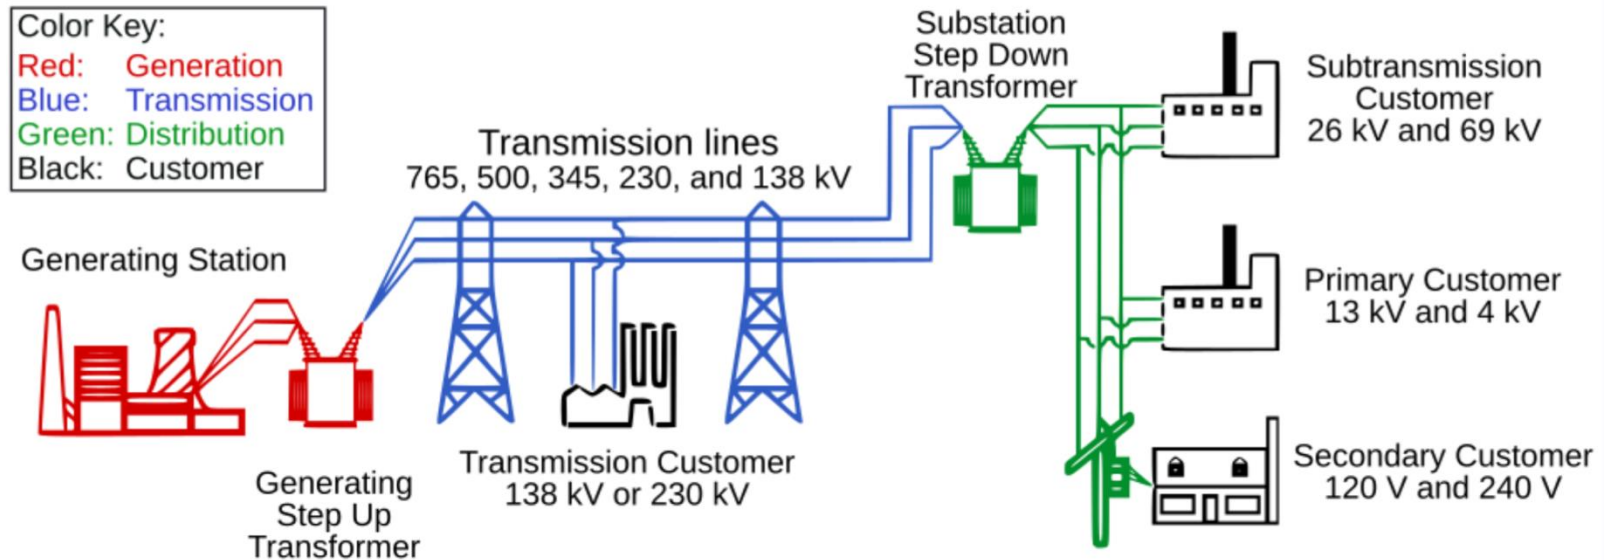 Color Key:
Red: Generation
Blue: Transmission
Green: Distribution
Black: Customer
Generating Station
Generating
Step Up
Transformer
Transmission lines
765, 500, 345, 230, and 138 kV
Transmission Customer
138 kV or 230 kV
Substation
Step Down
Transformer
Subtransmission
Customer
26 kV and 69 kV
Primary Customer
13 kV and 4 kV
Secondary Customer
120 V and 240 V